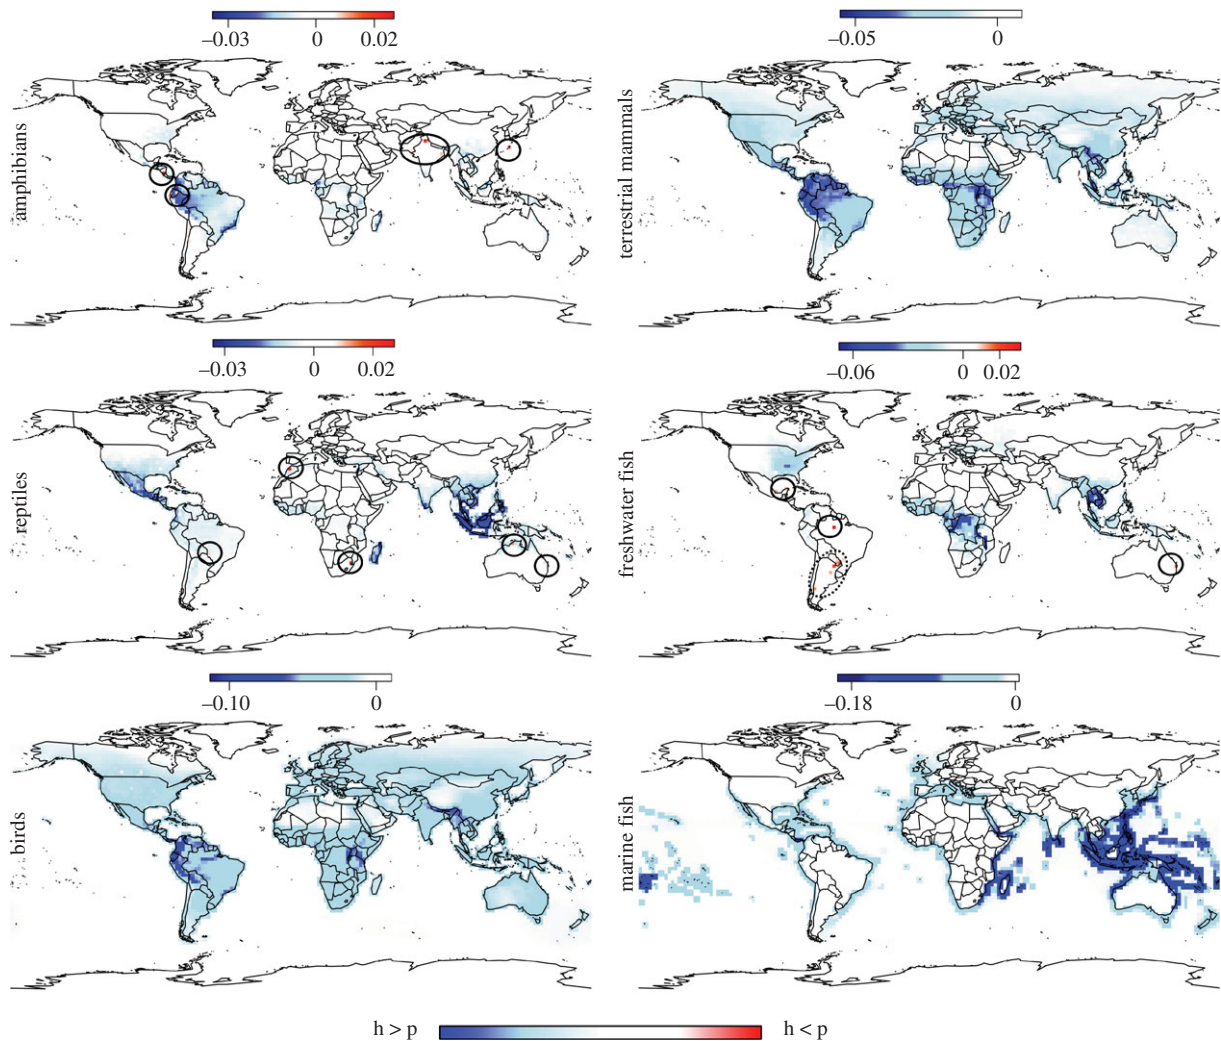 −0.03 0 0.02
amphibians
−0.05 0
terrestrial mammals
−0.03 0 0.02
reptiles
−0.06 0 0.02
freshwater fish
−0.10 0
birds
−0.18 0
marine fish
h > p h < p